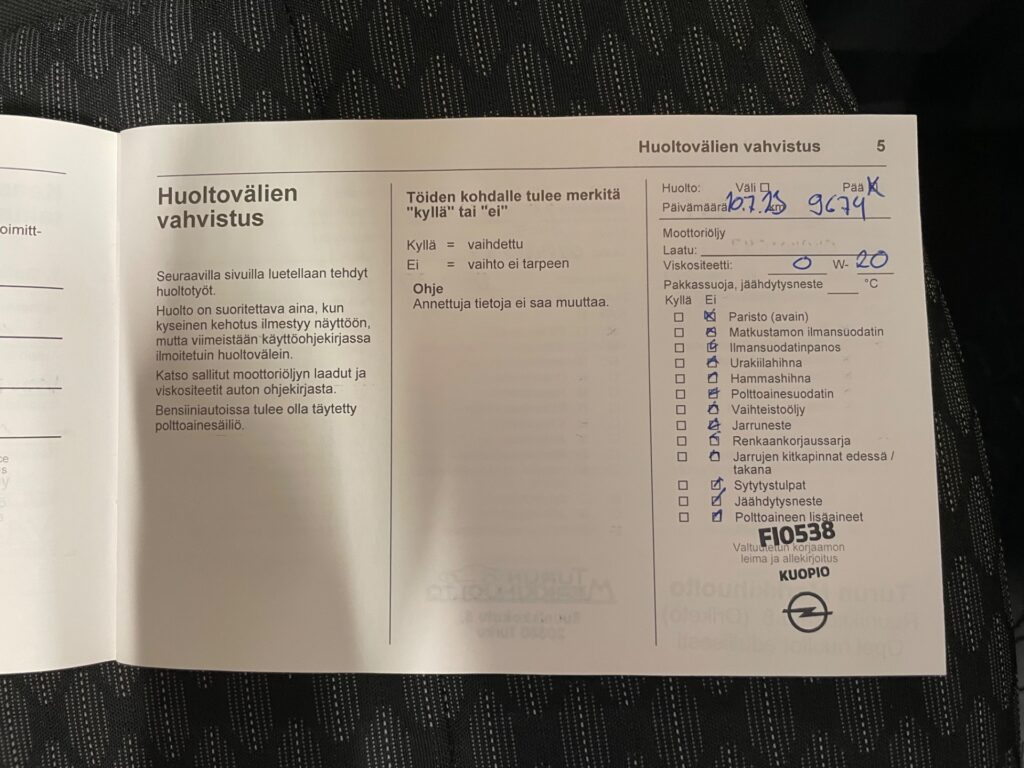 Huoltovälien vahvistus 5
oimitt-
Huoltovälien
vahvistus
Seuraavilla sivuilla luetellaan tehdyt
huoltotyöt.
Huolto on suoritettava aina, kun
kyseinen kehotus ilmestyy näyttöön,
mutta viimeistään käyttöohjekirjassa
ilmoitetuin huoltovälein.
Katso sallitut moottoriöljyn laadut ja
viskositeetit auton ohjekirjasta.
Bensiiniautoissa tulee olla täytetty
polttoainesäiliö.
Töiden kohdalle tulee merkitä
"kyllä" tai "ei"
Kyllä = vaihdettu
Ei = vaihto ei tarpeen
Ohje
Annettuja tietoja ei saa muuttaa.
Huolto: Väli Pää
Päivämäärä 9674
Moottoriöljy
Laatu:
Viskositeetti: 0 W- 20
Pakkassuoja, jäähdytysneste °C
Kyllä Ei
Paristo (avain)
Matkustamon ilmansuodatin
Ilmansuodatinpanos
Urakiilahihna
Hammashihna
Polttoainesuodatin
Vaihteistoöljy
Jarruneste
Renkaankorjaussarja
Jarrujen kitkapinnat edessä /
takana
Sytytystulpat
Jäähdytysneste
Polttoaineen lisäaineet
FI0538
Valtuutetun korjaamon
leima ja allekirjoitus
KUOPIO